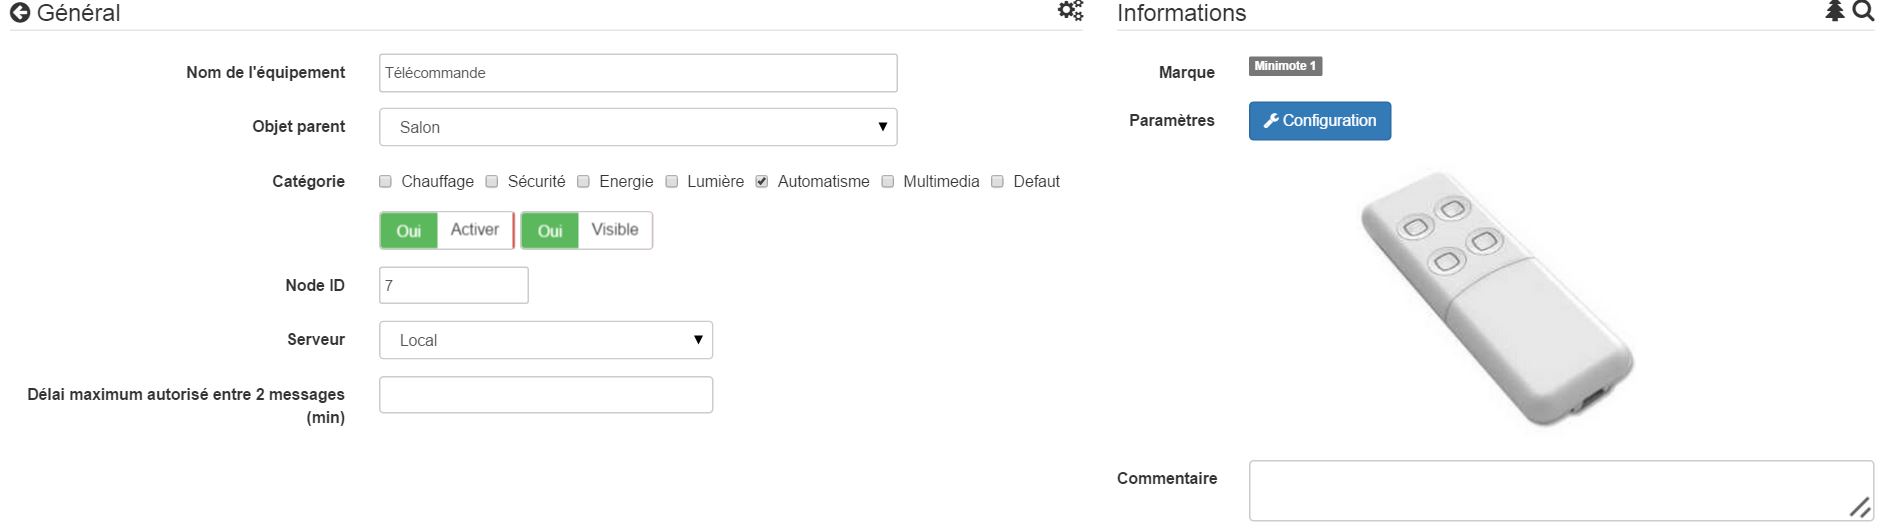 Général
Nom de l'équipement
Télécommande
Objet parent
Salon
Catégorie
Chauffage Sécurité Energie Lumière Automatisme Multimedia Defaut
Oui Activer Oui Visible
Node ID
7
Serveur
Local
Délai maximum autorisé entre 2 messages
(min)
Informations
Marque
Minimote 1
Paramètres
Configuration
Commentaire